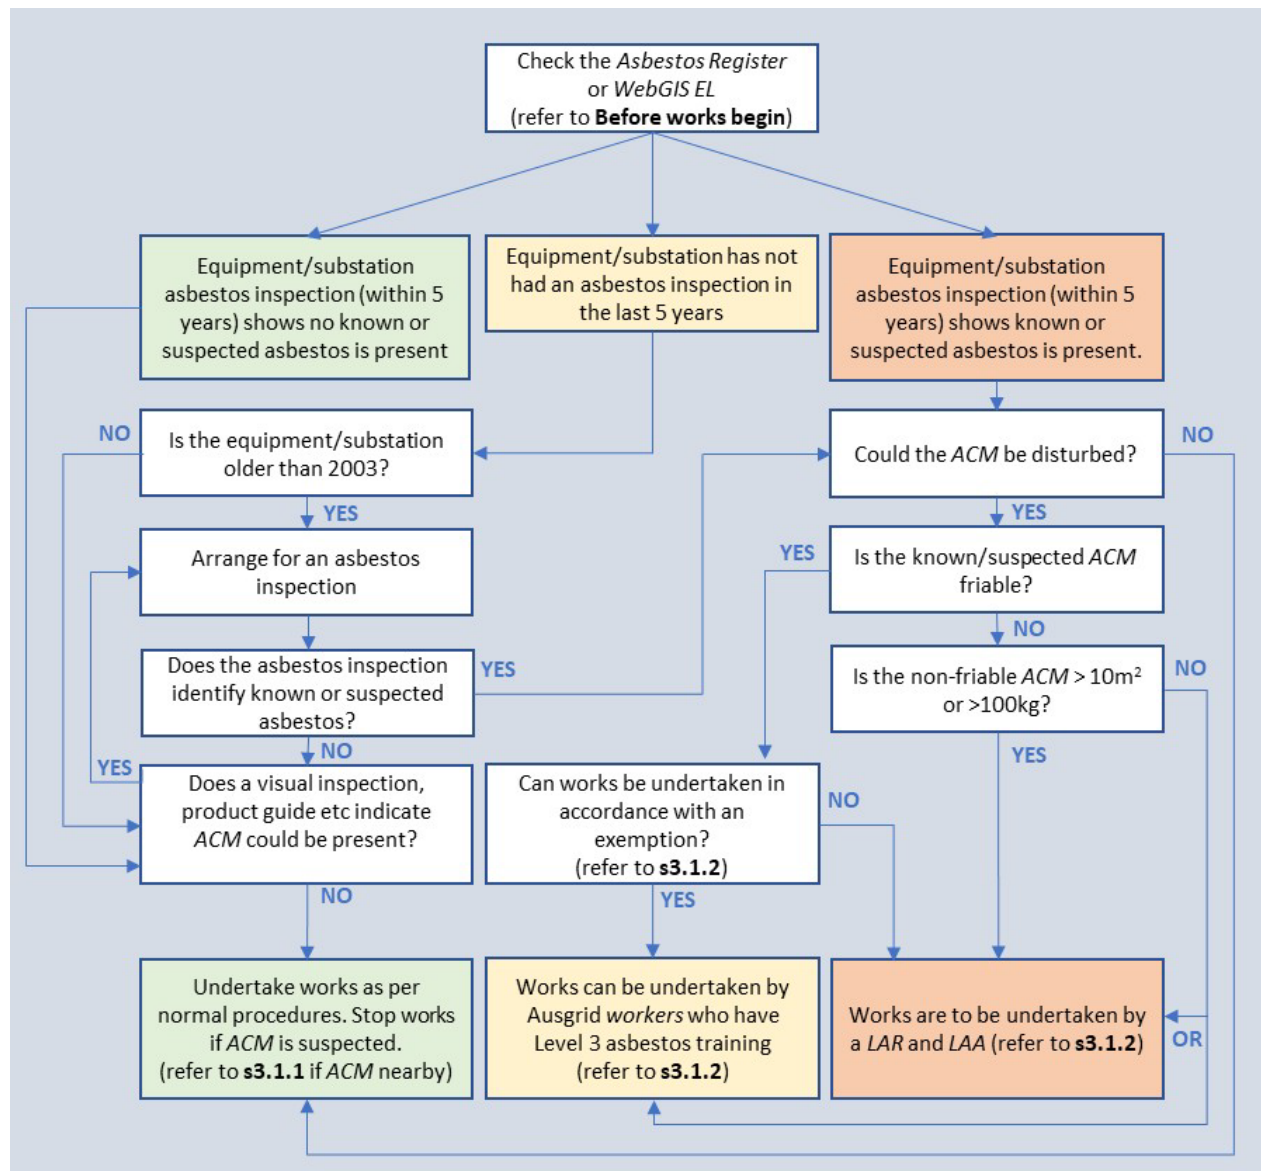 Check the Asbestos Register
or WebGIS EL
(refer to Before works begin)
Equipment/substation
asbestos inspection (within 5
years) shows no known or
suspected asbestos is present
Equipment/substation has not
had an asbestos inspection in
the last 5 years
Equipment/substation
asbestos inspection (within 5
years) shows known or
suspected asbestos is present.
NO
Is the equipment/substation
older than 2003?
YES
Could the ACM be disturbed?
NO
YES
Arrange for an asbestos
inspection
YES
Is the known/suspected ACM
friable?
NO
Does the asbestos inspection
identify known or suspected
asbestos?
YES
NO
Is the non-friable ACM > 10m²
or >100kg?
NO
YES
YES
Does a visual inspection,
product guide etc indicate
ACM could be present?
NO
Can works be undertaken in
accordance with an
exemption?
(refer to s3.1.2)
NO
YES
Undertake works as per
normal procedures. Stop works
if ACM is suspected.
(refer to s3.1.1 if ACM nearby)
Works can be undertaken by
Ausgrid workers who have
Level 3 asbestos training
(refer to s3.1.2)
Works are to be undertaken by
a LAR and LAA (refer to s3.1.2)
OR